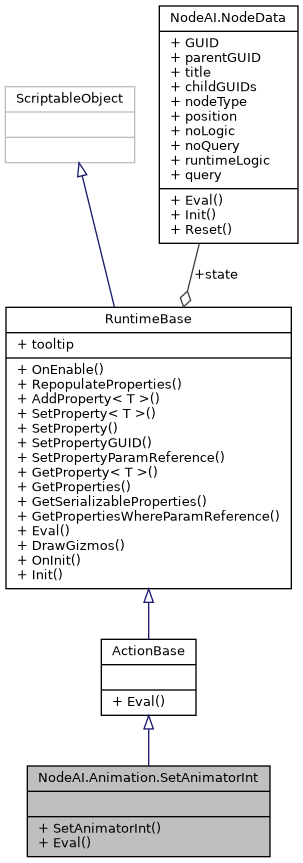 NodeAI.NodeData
+ GUID
+ parentGUID
+ title
+ childGUIDs
+ nodeType
+ position
+ noLogic
+ noQuery
+ runtimeLogic
+ query
+ Eval()
+ Init()
+ Reset()
ScriptableObject
+state
RuntimeBase
+ tooltip
+ OnEnable()
+ RepopulateProperties()
+ AddProperty< T >()
+ SetProperty< T >()
+ SetProperty()
+ SetPropertyGUID()
+ SetPropertyParamReference()
+ GetProperty< T >()
+ GetProperties()
+ GetSerializableProperties()
+ GetPropertiesWhereParamReference()
+ Eval()
+ DrawGizmos()
+ OnInit()
+ Init()
ActionBase
+ Eval()
NodeAI.Animation.SetAnimatorInt
+ SetAnimatorInt()
+ Eval()